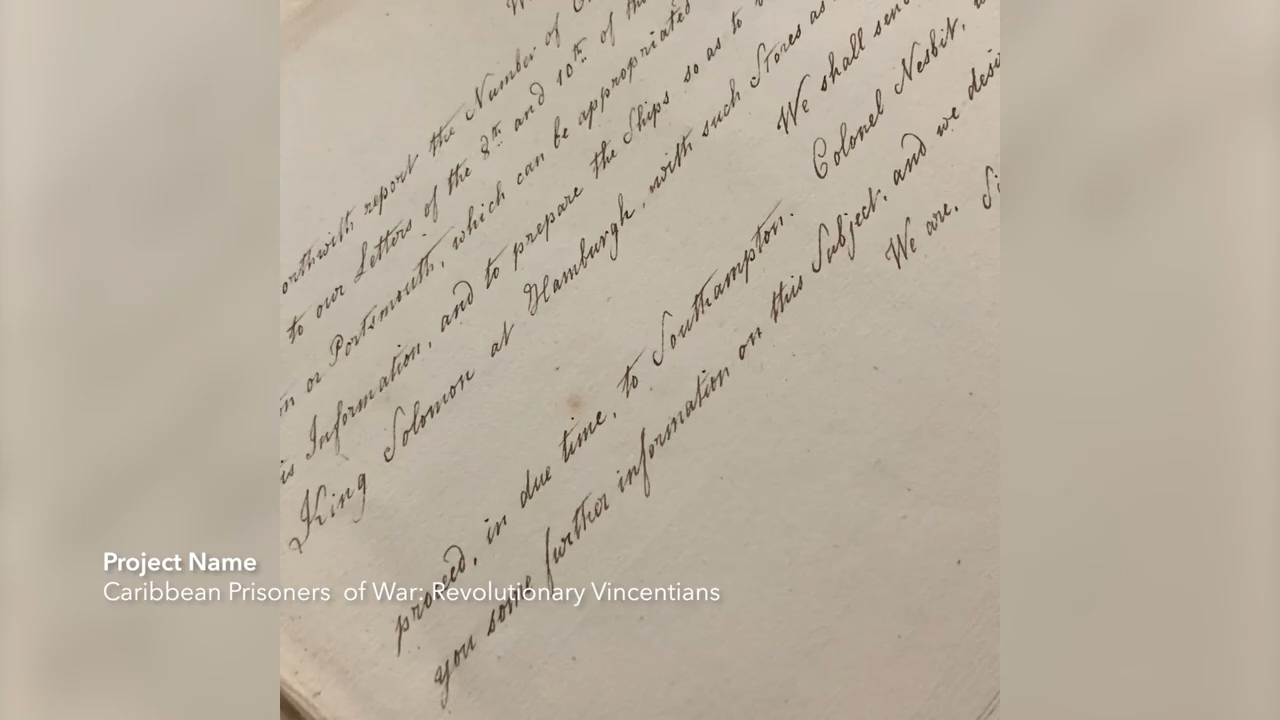 orthwith report the Number of
to our Letters of the 8th and 10th of the
or Portsmouth, which can be appropriated
is Information, and to prepare the Ships so as to
King Solomon at Hamburgh, with such Stores as
We shall send
proceed, in due time, to Southampton. Colonel Nesbit,
you some further information on this Subject, and we desi
We are, Si
Project Name
Caribbean Prisoners of War: Revolutionary Vincentians